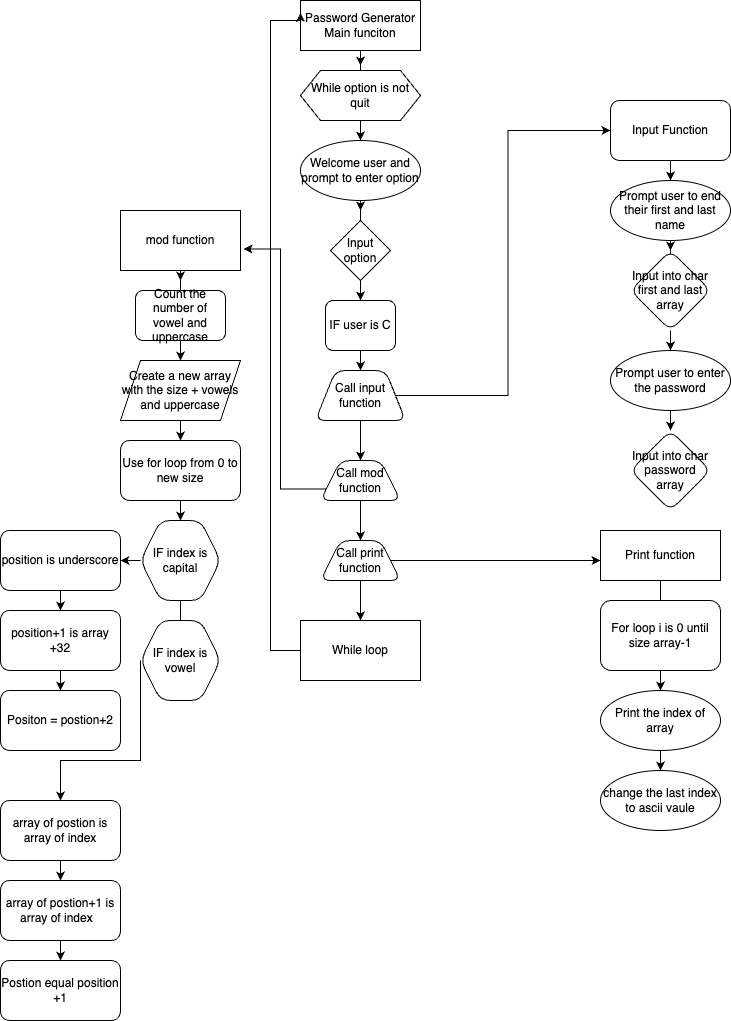 Password Generator
Main funciton
While option is not
quit
Welcome user and
prompt to enter option
Input
option
IF user is C
Call input
function
Call mod
function
Call print
function
While loop
Input Function
Prompt user to end
their first and last
name
Input into char
first and last
array
Prompt user to enter
the password
Input into char
password
array
mod function
Count the
number of
vowel and
uppercase
Create a new array
with the size + vowels
and uppercase
Use for loop from 0 to
new size
IF index is
capital
position is underscore
position+1 is array
+32
Positon = postion+2
IF index is
vowel
array of postion is
array of index
array of postion+1 is
array of index
Postion equal position
+1
Print function
For loop i is 0 until
size array-1
Print the index of
array
change the last index
to ascii vaule